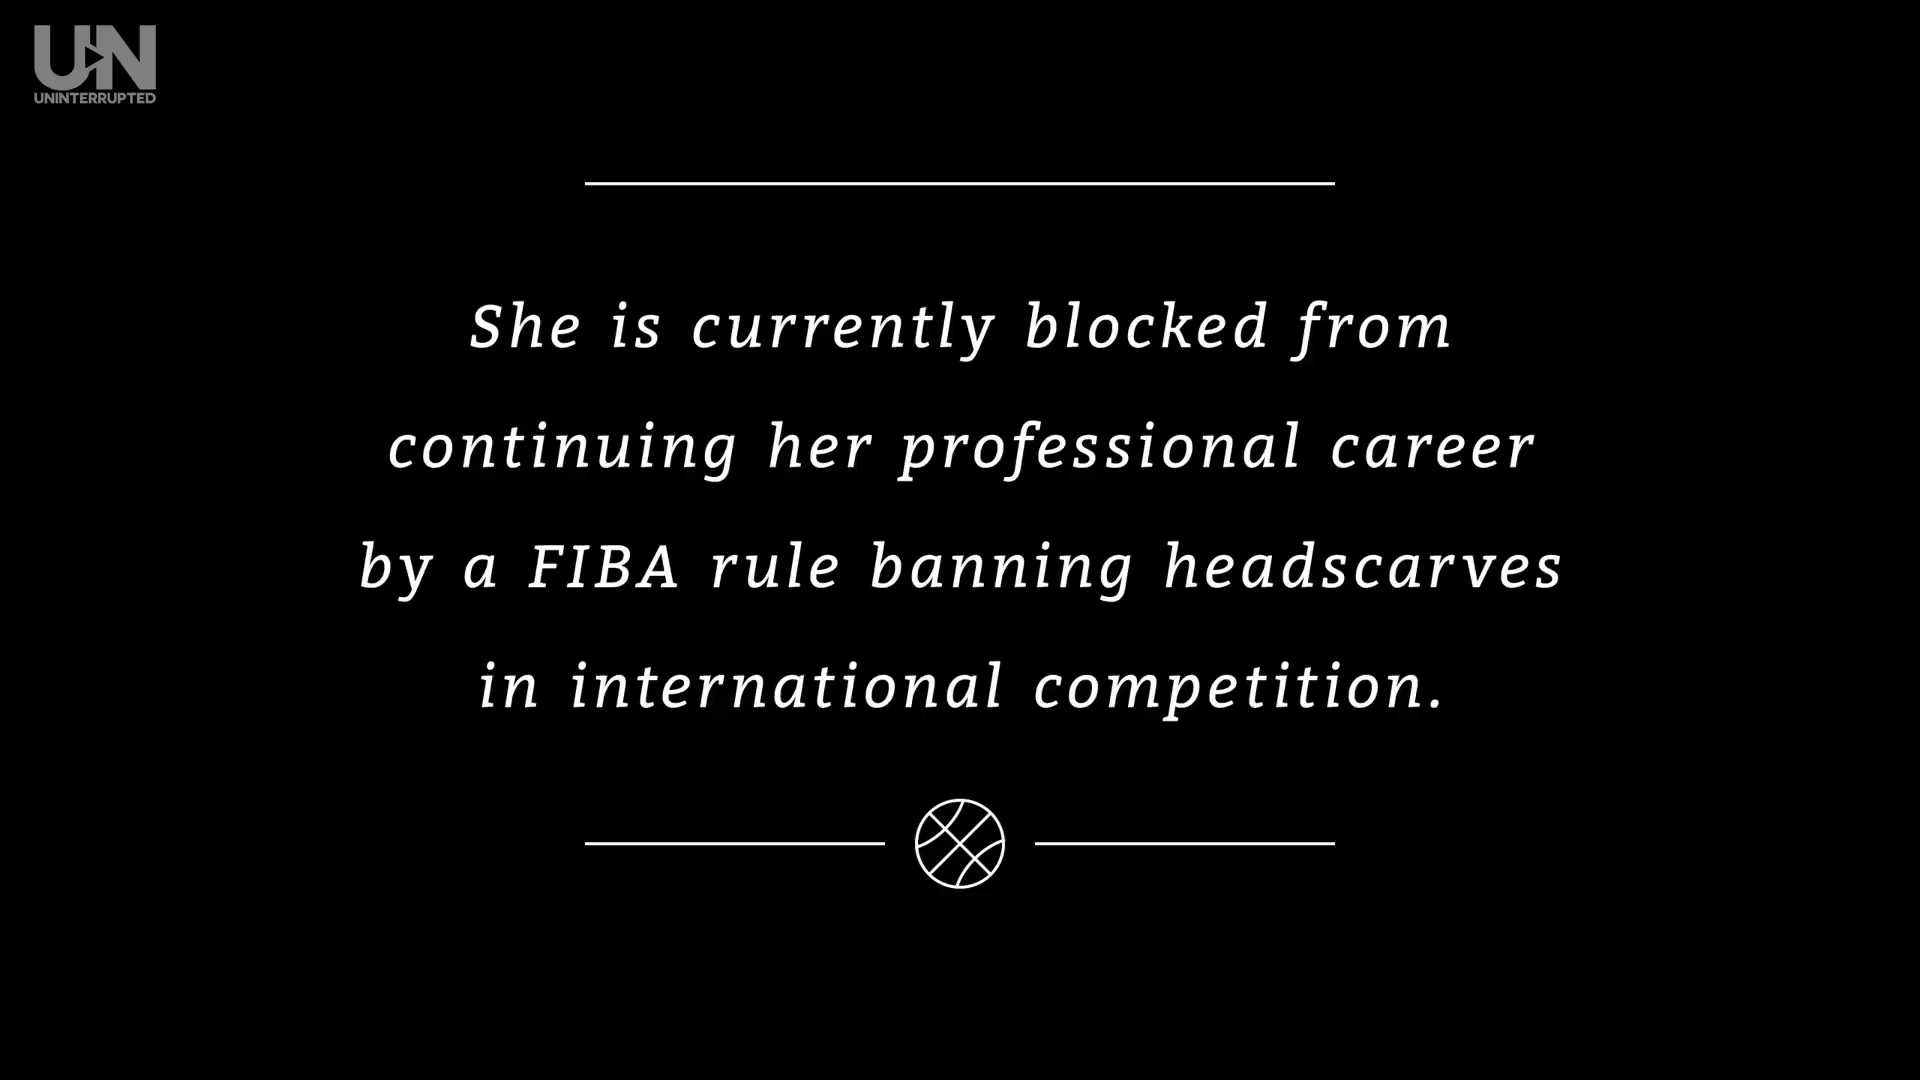 UN
UNINTERRUPTED
She is currently blocked from
continuing her professional career
by a FIBA rule banning headscarves
in international competition.